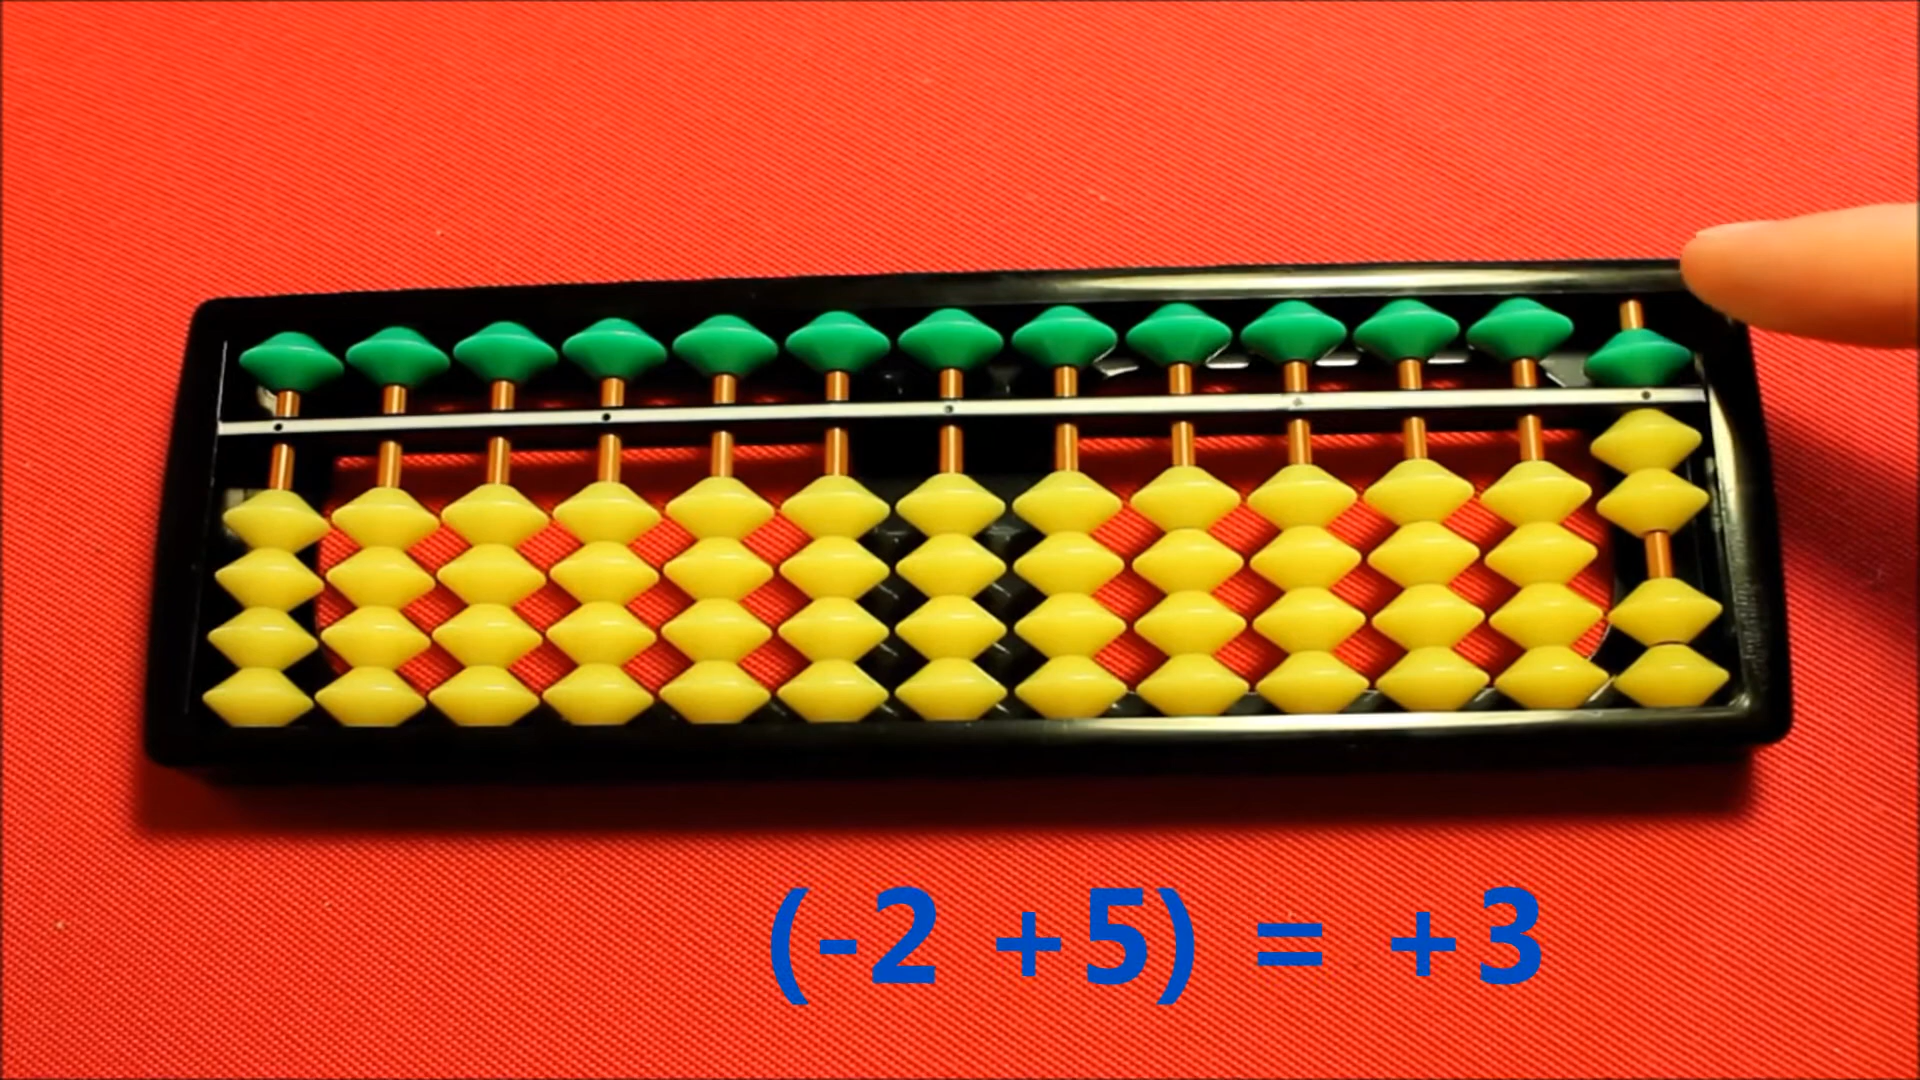 (-2 +5) = +3